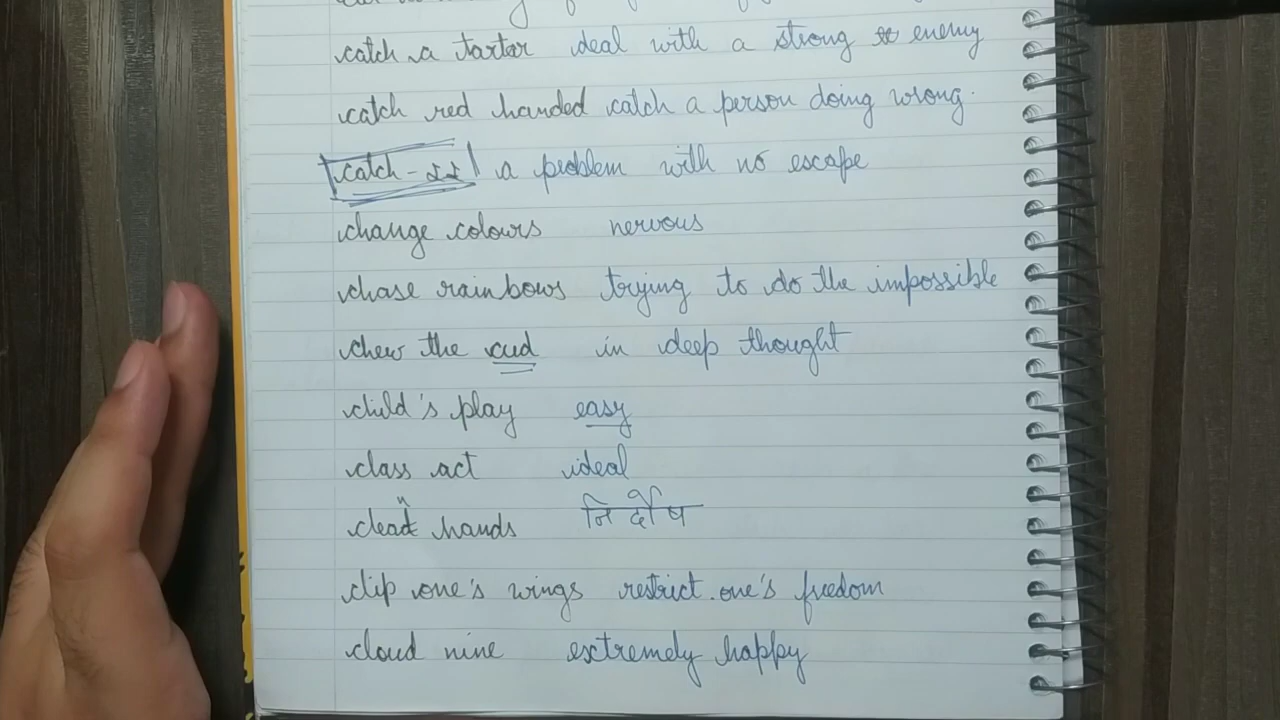 catch a tartar deal with a strong enemy
catch red handed catch a person doing wrong.
catch-22 a problem with no escape
change colours nervous
chase rainbows trying to do the impossible
chew the cud in deep thought
child's play easy
class act ideal
clean hands निर्दोष
clip one's wings restrict one's freedom
cloud nine extremely happy